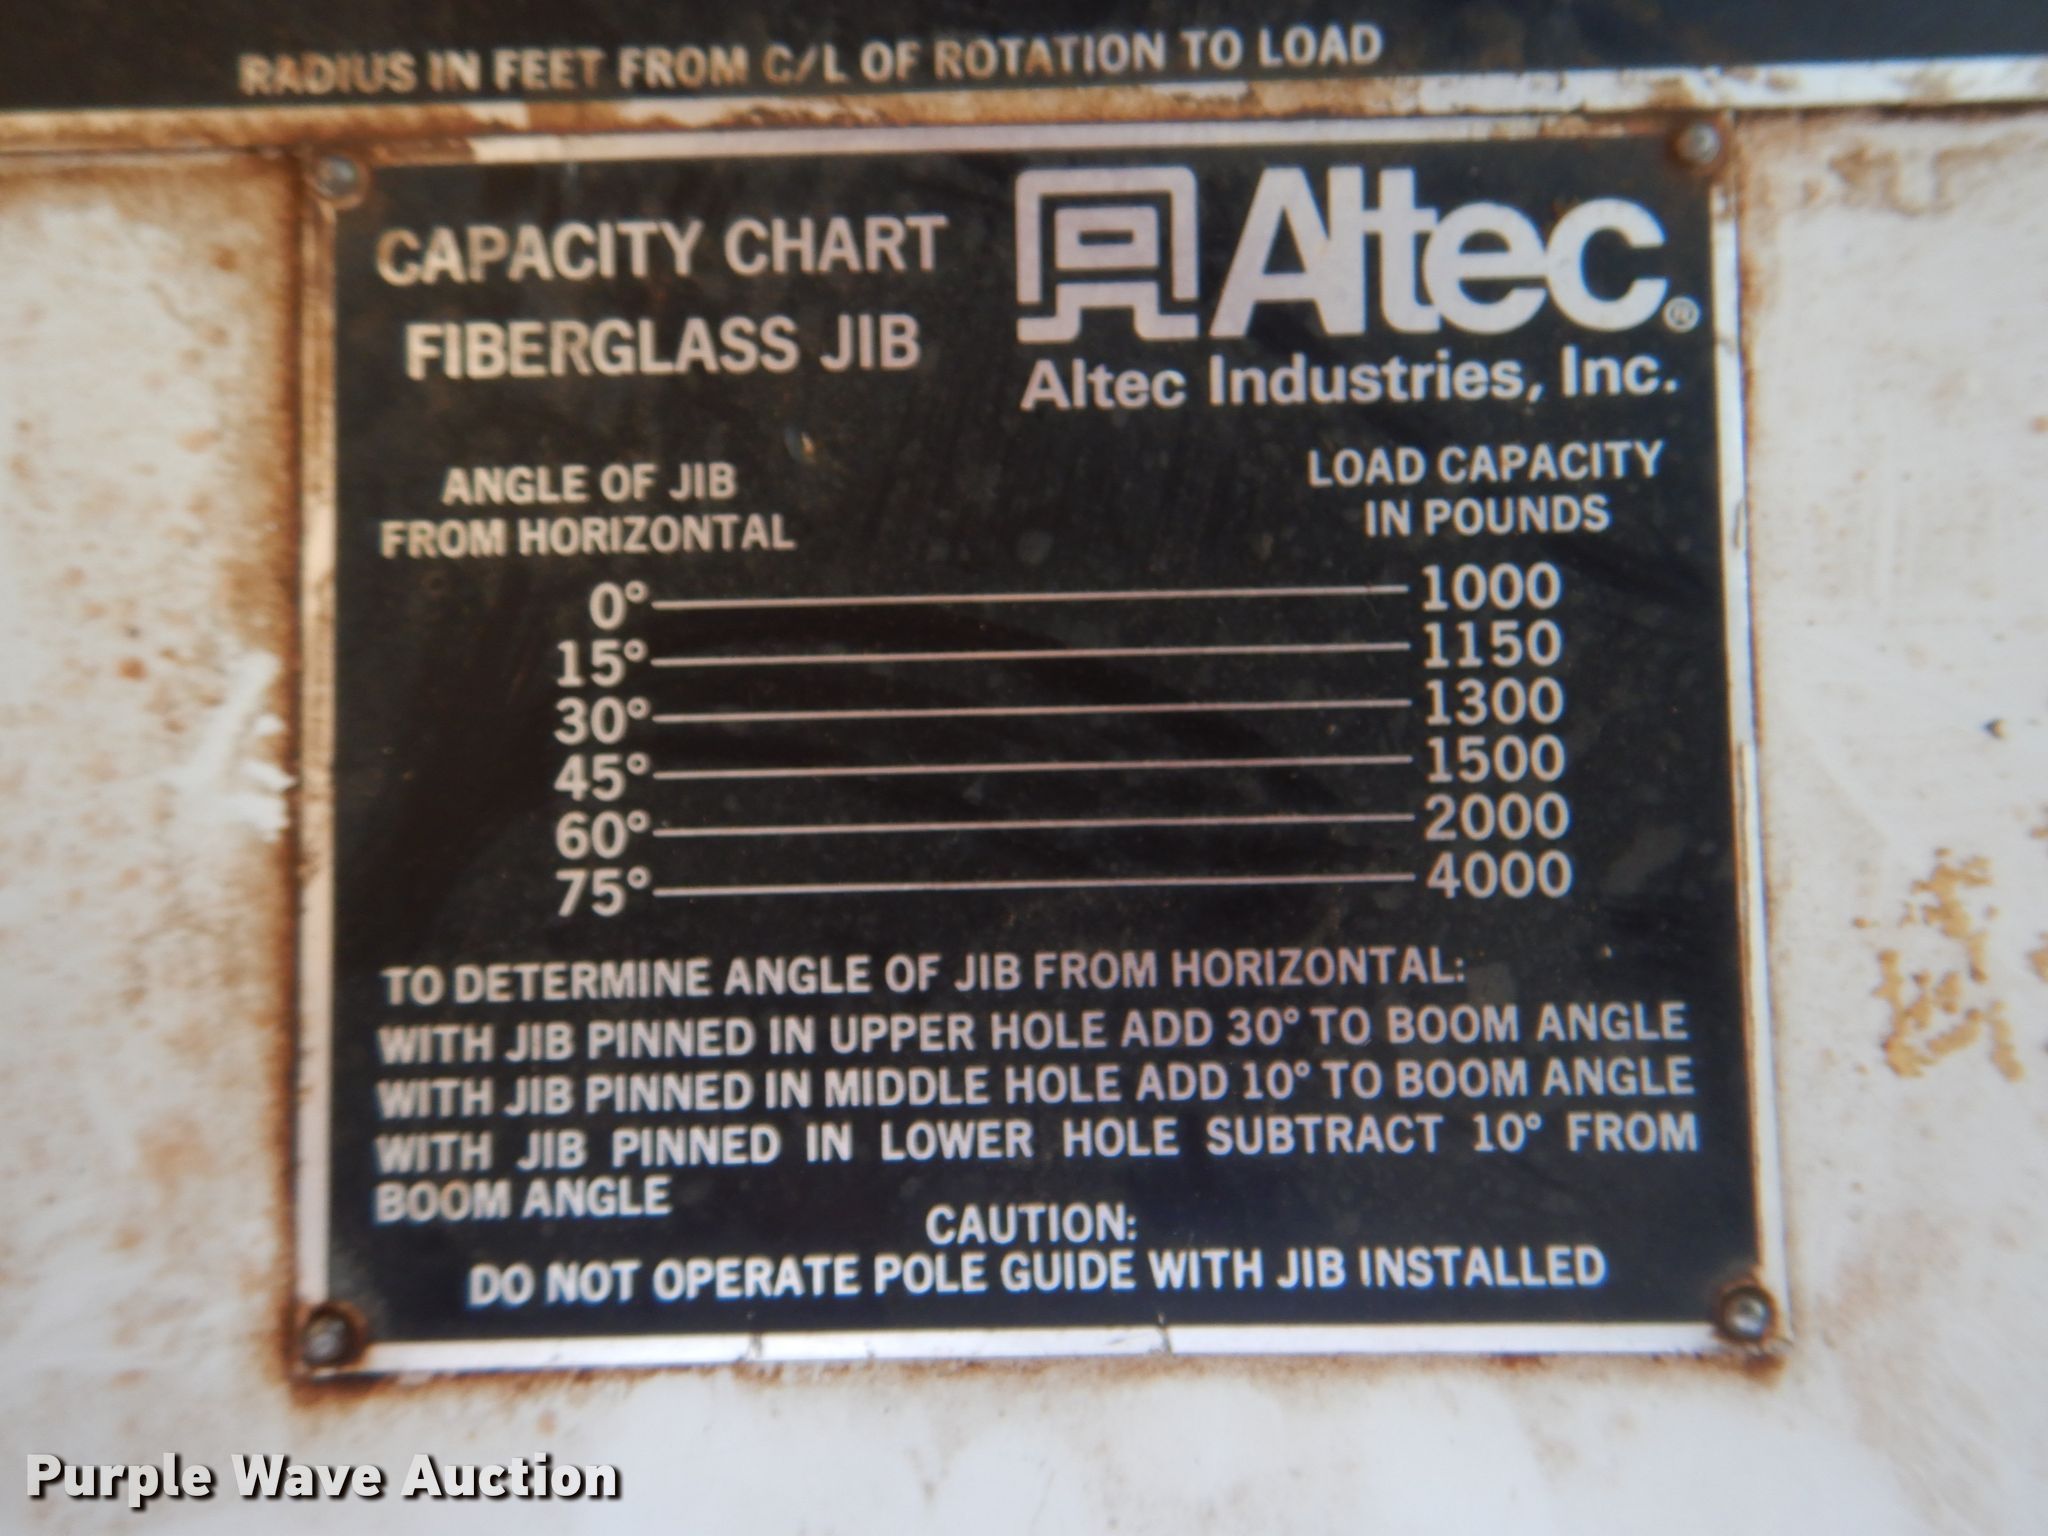 RADIUS IN FEET FROM C/L OF ROTATION TO LOAD
CAPACITY CHART
FIBERGLASS JIB
Altec®
Altec Industries, Inc.
ANGLE OF JIB
FROM HORIZONTAL
LOAD CAPACITY
IN POUNDS
0° 1000
15° 1150
30° 1300
45° 1500
60° 2000
75° 4000
TO DETERMINE ANGLE OF JIB FROM HORIZONTAL:
WITH JIB PINNED IN UPPER HOLE ADD 30° TO BOOM ANGLE
WITH JIB PINNED IN MIDDLE HOLE ADD 10° TO BOOM ANGLE
WITH JIB PINNED IN LOWER HOLE SUBTRACT 10° FROM
BOOM ANGLE
CAUTION:
DO NOT OPERATE POLE GUIDE WITH JIB INSTALLED
Purple Wave Auction